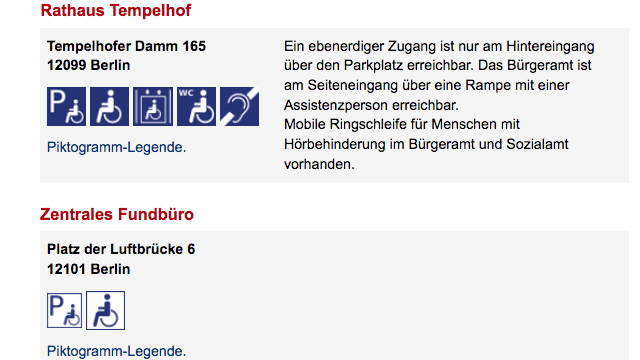 Rathaus Tempelhof
Tempelhofer Damm 165
12099 Berlin
P
WC
Piktogramm-Legende.
Ein ebenerdiger Zugang ist nur am Hintereingang
über den Parkplatz erreichbar. Das Bürgeramt ist
am Seiteneingang über eine Rampe mit einer
Assistenzperson erreichbar.
Mobile Ringschleife für Menschen mit
Hörbehinderung im Bürgeramt und Sozialamt
vorhanden.
Zentrales Fundbüro
Platz der Luftbrücke 6
12101 Berlin
P
Piktogramm-Legende.